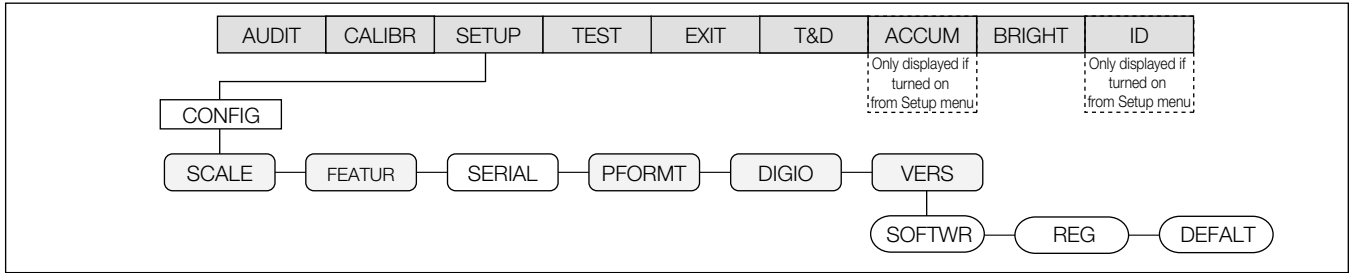 AUDIT CALIBR SETUP TEST EXIT T&D ACCUM BRIGHT ID
Only displayed if
turned on
from Setup menu
Only displayed if
turned on
from Setup menu
CONFIG
SCALE FEATUR SERIAL PFORMT DIGIO VERS
SOFTWR REG DEFALT